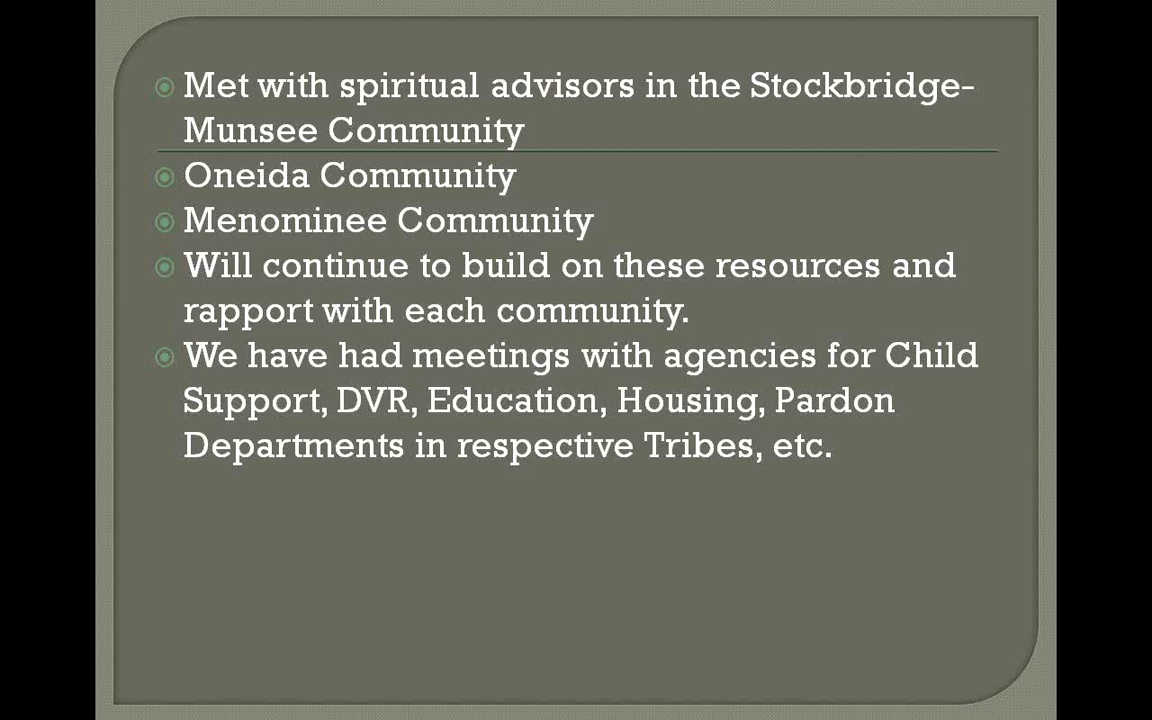 Met with spiritual advisors in the Stockbridge-
Munsee Community
Oneida Community
Menominee Community
Will continue to build on these resources and
rapport with each community.
We have had meetings with agencies for Child
Support, DVR, Education, Housing, Pardon
Departments in respective Tribes, etc.